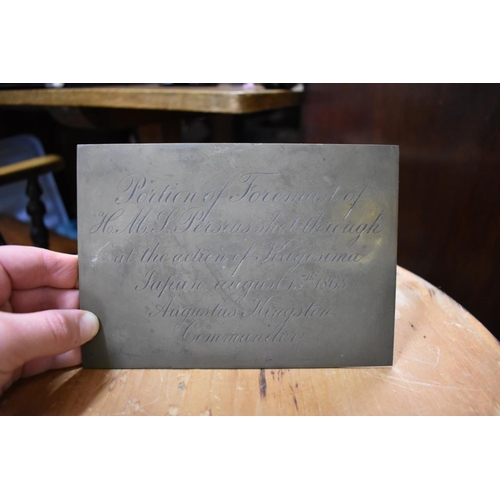 Portion of Foremast of
H.M.S. Perseus shot through
at the action of Kagosima
Japan august 15th 1863
Augustus Kingston
Commander